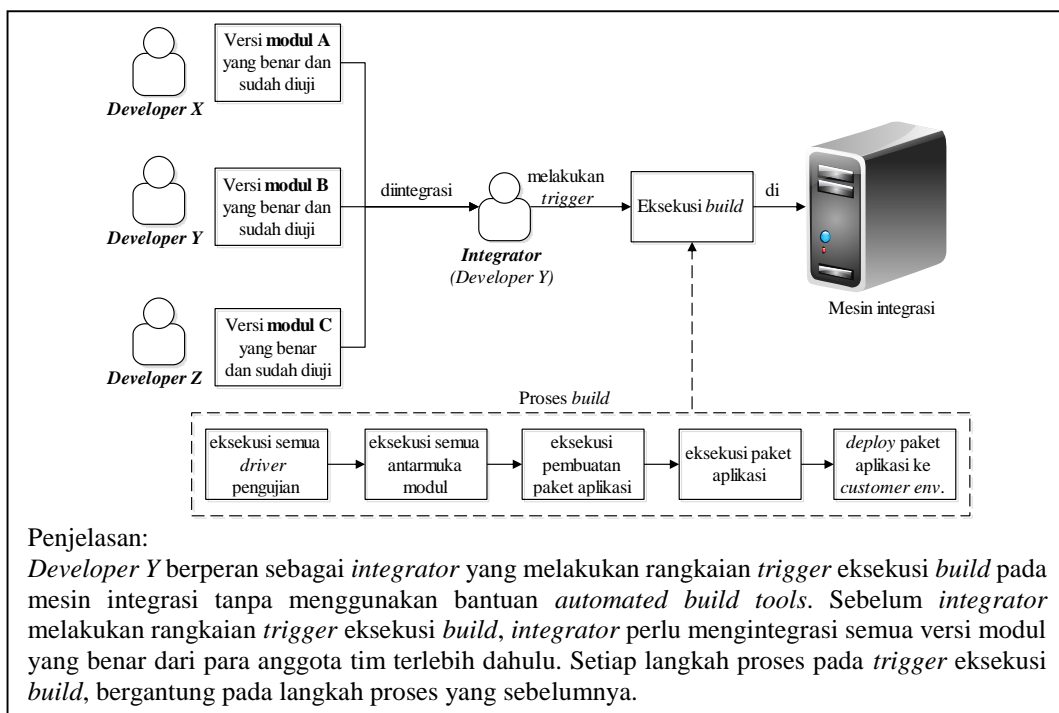 Versi modul A
yang benar dan
sudah diuji
Developer X
Versi modul B
yang benar dan
sudah diuji
Developer Y
Versi modul C
yang benar
dan sudah diuji
Developer Z
diintegrasi
Integrator
(Developer Y)
melakukan
trigger
Eksekusi build
di
Mesin integrasi
Proses build
eksekusi semua
driver
pengujian
eksekusi semua
antarmuka
modul
eksekusi
pembuatan
paket aplikasi
eksekusi paket
aplikasi
deploy paket
aplikasi ke
customer env.
Penjelasan:
Developer Y berperan sebagai integrator yang melakukan rangkaian trigger eksekusi build pada
mesin integrasi tanpa menggunakan bantuan automated build tools. Sebelum integrator
melakukan rangkaian trigger eksekusi build, integrator perlu mengintegrasi semua versi modul
yang benar dari para anggota tim terlebih dahulu. Setiap langkah proses pada trigger eksekusi
build, bergantung pada langkah proses yang sebelumnya.